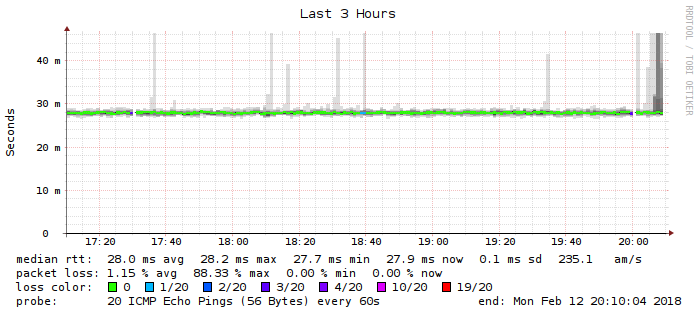 Last 3 Hours
RRDTOOL / TOBI OETIKER
Seconds
40 m
30 m
20 m
10 m
0
17:20 17:40 18:00 18:20 18:40 19:00 19:20 19:40 20:00
median rtt: 28.0 ms avg 28.2 ms max 27.7 ms min 27.9 ms now 0.1 ms sd 235.1 am/s
packet loss: 1.15 % avg 88.33 % max 0.00 % min 0.00 % now
loss color: 0 1/20 2/20 3/20 4/20 10/20 19/20
probe: 20 ICMP Echo Pings (56 Bytes) every 60s end: Mon Feb 12 20:10:04 2018